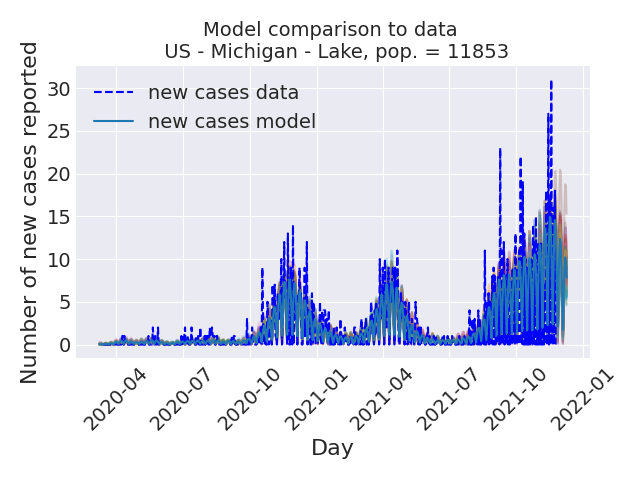 Model comparison to data
US - Michigan - Lake, pop. = 11853
Number of new cases reported
30
25
20
15
10
5
0
new cases data
new cases model
2020-04
2020-07
2020-10
2021-01
2021-04
2021-07
2021-10
2022-01
Day